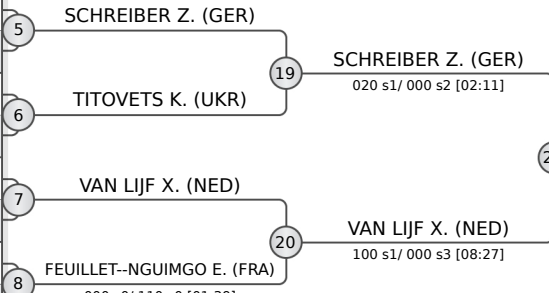 SCHREIBER Z. (GER)
5
SCHREIBER Z. (GER)
19
020 s1/ 000 s2 [02:11]
TITOVETS K. (UKR)
6
VAN LIJF X. (NED)
7
VAN LIJF X. (NED)
20
100 s1/ 000 s3 [08:27]
FEUILLET--NGUIMGO E. (FRA)
8